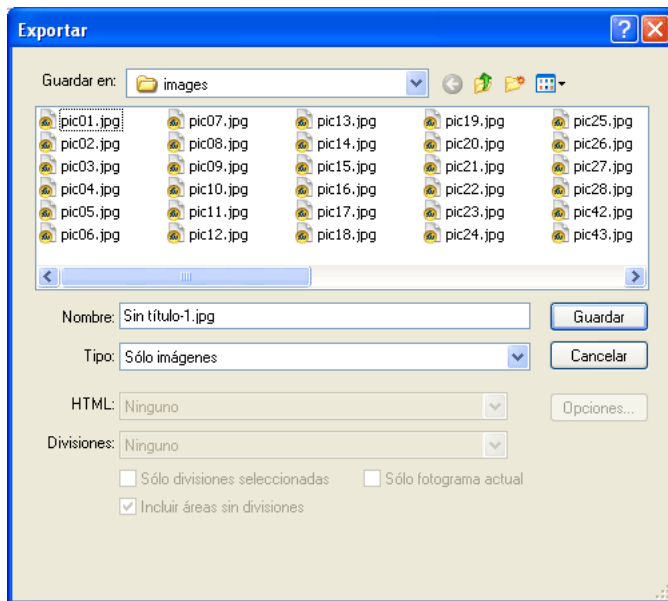 Exportar
Guardar en: images
pic01.jpg pic07.jpg pic13.jpg pic19.jpg pic25.jpg
pic02.jpg pic08.jpg pic14.jpg pic20.jpg pic26.jpg
pic03.jpg pic09.jpg pic15.jpg pic21.jpg pic27.jpg
pic04.jpg pic10.jpg pic16.jpg pic22.jpg pic28.jpg
pic05.jpg pic11.jpg pic17.jpg pic23.jpg pic42.jpg
pic06.jpg pic12.jpg pic18.jpg pic24.jpg pic43.jpg
Nombre: Sin título-1.jpg Guardar
Tipo: Sólo imágenes Cancelar
HTML: Ninguno Opciones...
Divisiones: Ninguno
Sólo divisiones seleccionadas Sólo fotograma actual
Incluir áreas sin divisiones